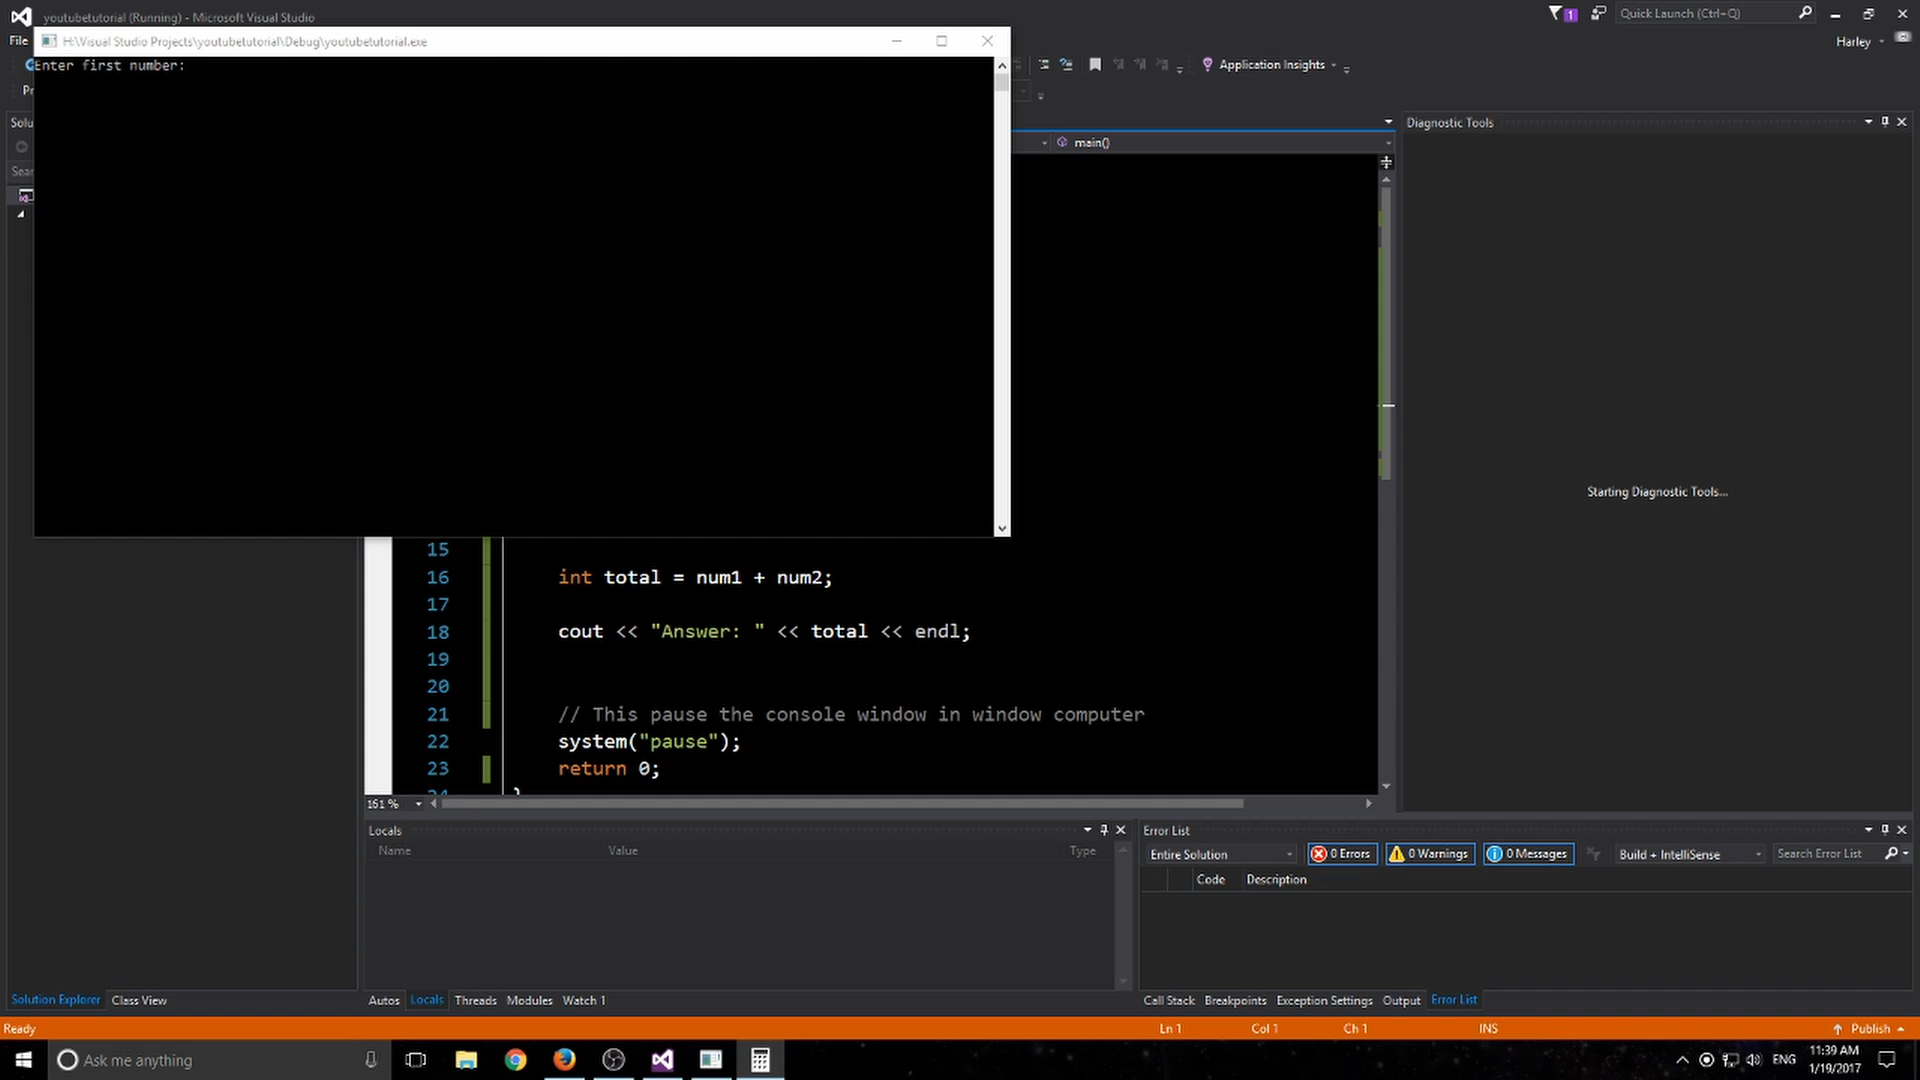 youtubetutorial (Running) - Microsoft Visual Studio
1
Quick Launch (Ctrl+Q)
File
H:\Visual Studio Projects\youtubetutorial\Debug\youtubetutorial.exe
Harley
Enter first number:
Application Insights
Pr
Solu
Diagnostic Tools
main()
Sear
Starting Diagnostic Tools...
15
16 int total = num1 + num2;
17
18 cout << "Answer: " << total << endl;
19
20
21 // This pause the console window in window computer
22 system("pause");
23 return 0;
24 }
161 %
Locals
Name Value Type
Error List
Entire Solution 0 Errors 0 Warnings 0 Messages Build + IntelliSense Search Error List
Code Description
Solution Explorer Class View
Autos Locals Threads Modules Watch 1
Call Stack Breakpoints Exception Settings Output Error List
Ready Ln 1 Col 1 Ch 1 INS Publish
Ask me anything
ENG
11:39 AM
1/19/2017